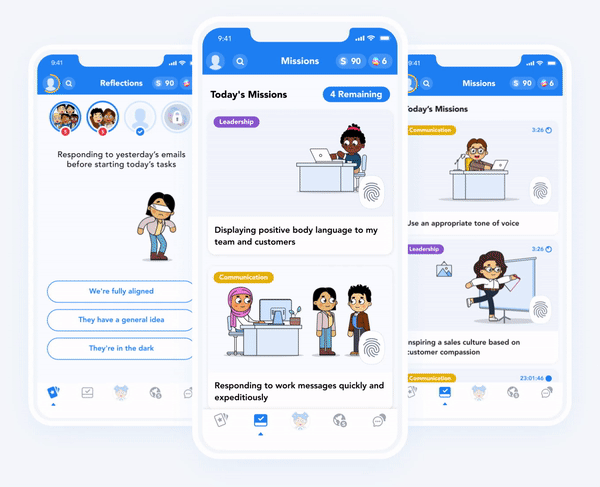 9:41
Reflections
S 90
5
5
Responding to yesterday's emails
before starting today's tasks
We're fully aligned
They have a general idea
They're in the dark
9:41
Missions
S 90
6
Today's Missions
4 Remaining
Leadership
Displaying positive body language to my
team and customers
Communication
Responding to work messages quickly and
expeditiously
9:41
Missions
S 90
6
Today's Missions
Communication
3:26
Use an appropriate tone of voice
Leadership
3:26
nspiring a sales culture based on
customer compassion
Communication
23:01:46